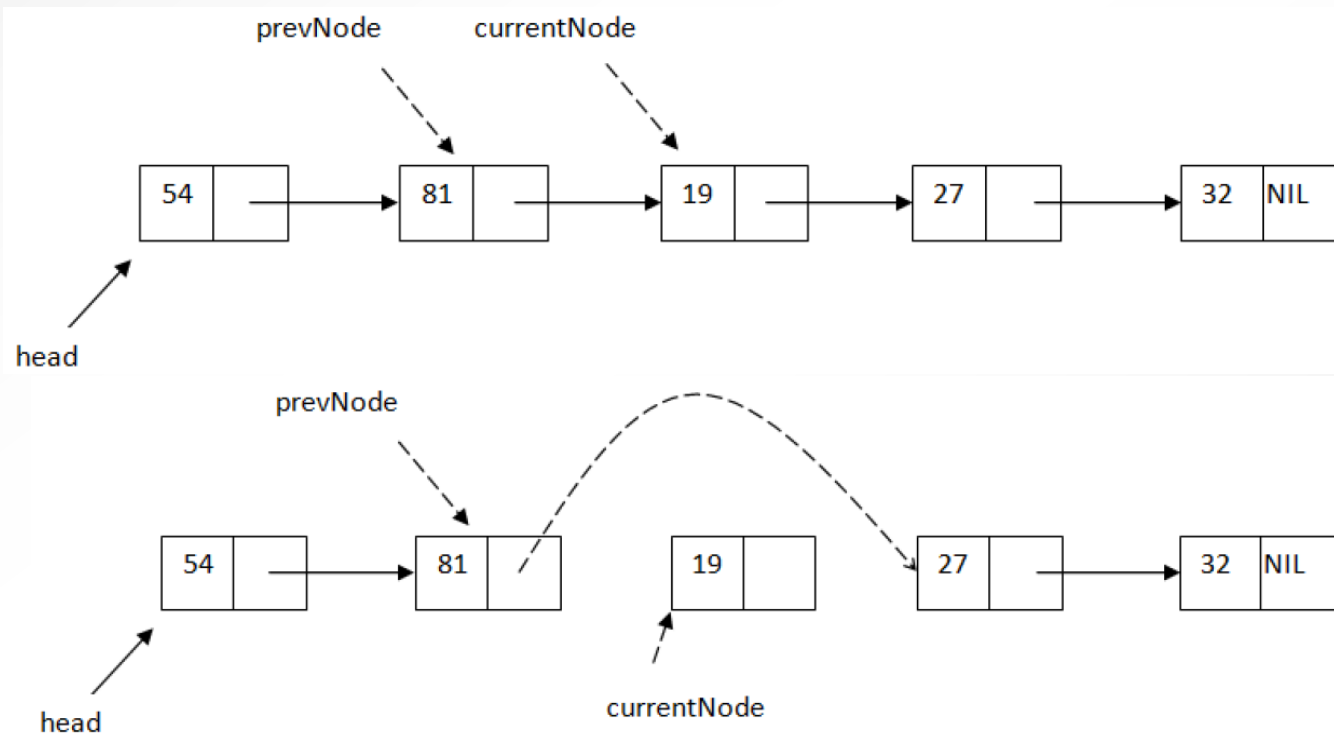 prevNode currentNode
54 81 19 27 32 NIL
head
prevNode
54 81 19 27 32 NIL
currentNode
head